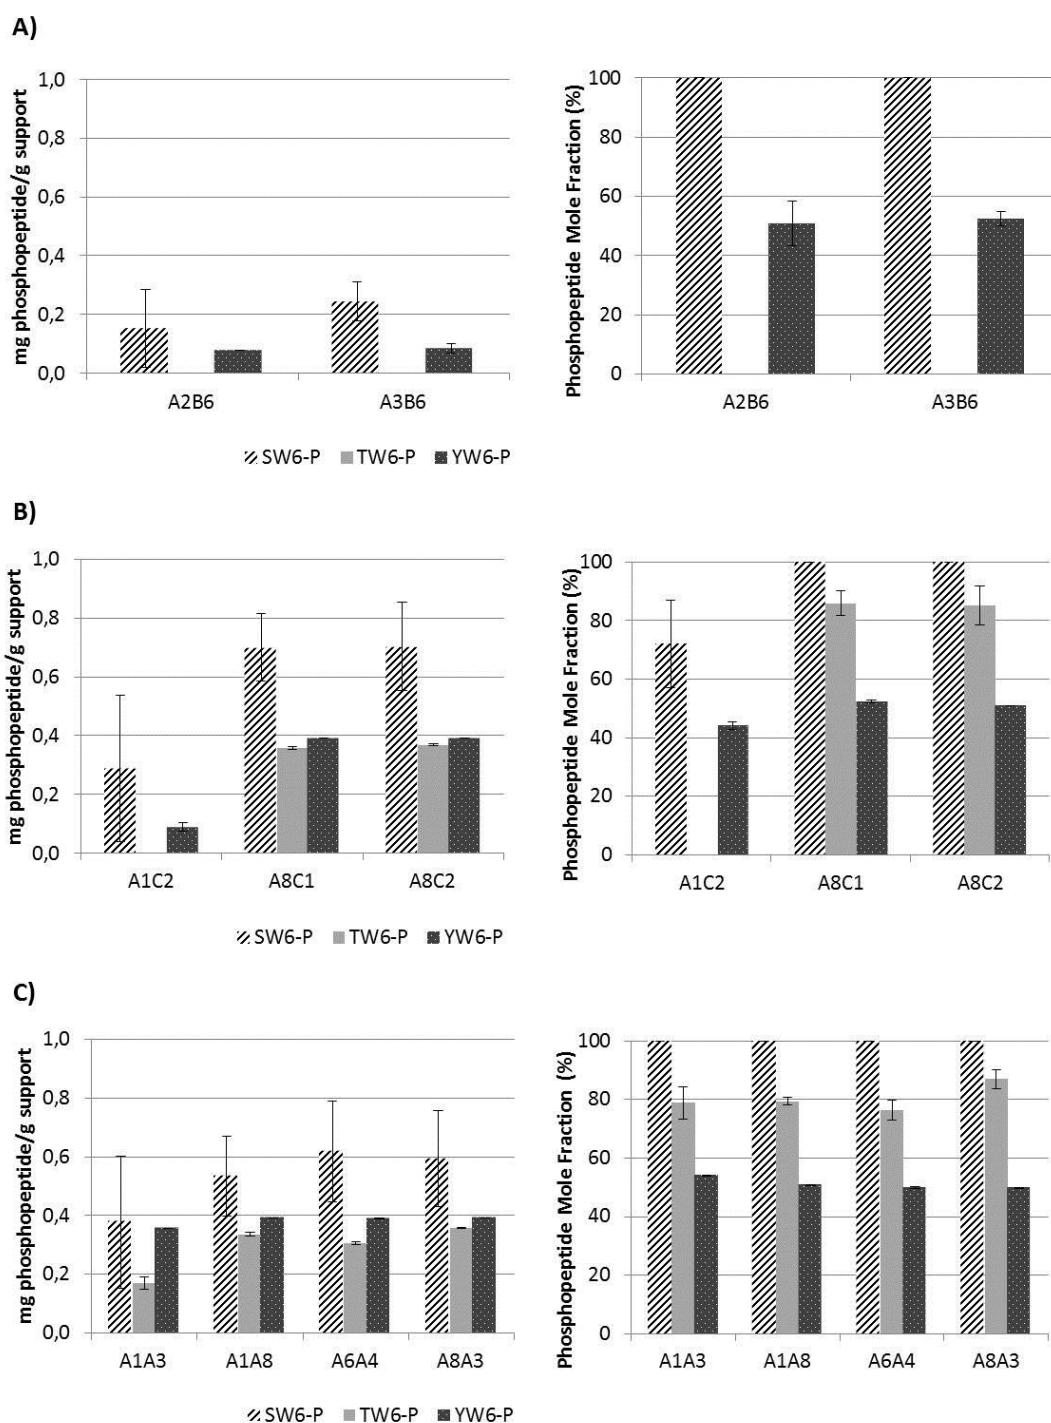 A)
mg phosphopeptide/g support
1,0
0,8
0,6
0,4
0,2
0,0
A2B6 A3B6
Phosphopeptide Mole Fraction (%)
100
80
60
40
20
0
A2B6 A3B6
SW6-P TW6-P YW6-P
B)
mg phosphopeptide/g support
1,0
0,8
0,6
0,4
0,2
0,0
A1C2 A8C1 A8C2
Phosphopeptide Mole Fraction (%)
100
80
60
40
20
0
A1C2 A8C1 A8C2
SW6-P TW6-P YW6-P
C)
mg phosphopeptide/g support
1,0
0,8
0,6
0,4
0,2
0,0
A1A3 A1A8 A6A4 A8A3
Phosphopeptide Mole Fraction (%)
100
80
60
40
20
0
A1A3 A1A8 A6A4 A8A3
SW6-P TW6-P YW6-P